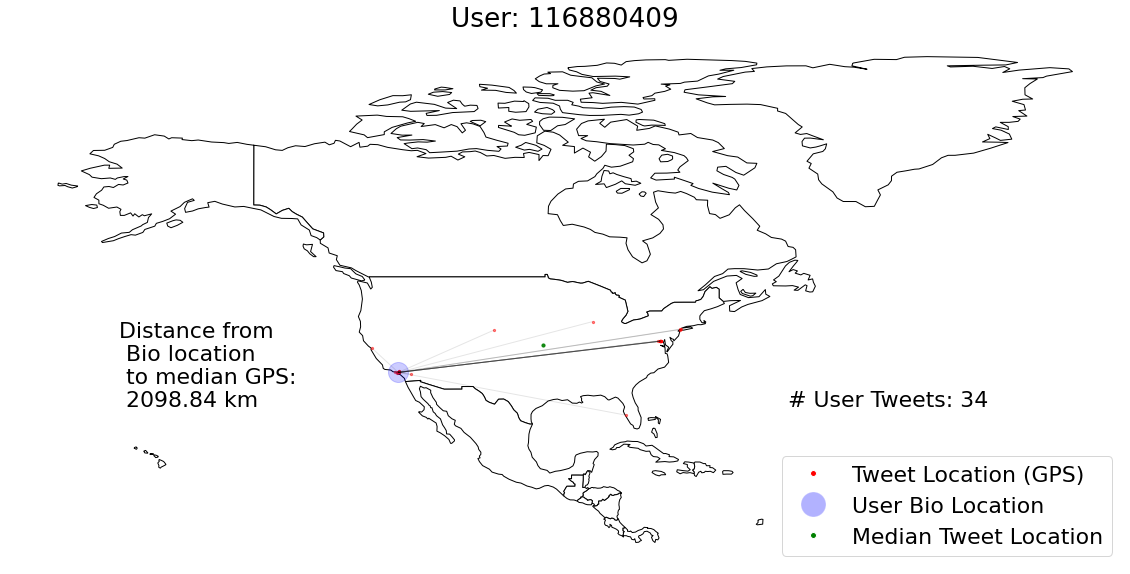 User: 116880409
Distance from
Bio location
to median GPS:
2098.84 km
# User Tweets: 34
Tweet Location (GPS)
User Bio Location
Median Tweet Location